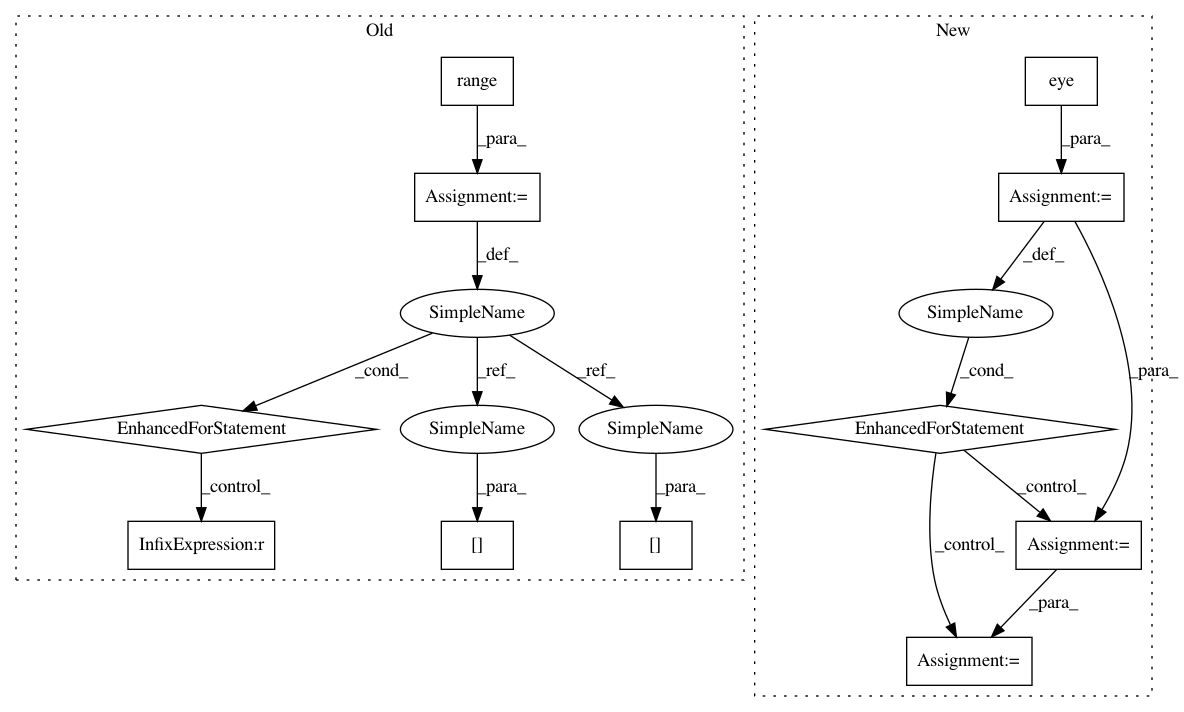 Old
New
range
eye
_para_
_para_
Assignment:=
Assignment:=
_def_
_def_
SimpleName
SimpleName
_cond_
_ref_
_ref_
_cond_
_para_
EnhancedForStatement
SimpleName
SimpleName
EnhancedForStatement
_control_
_para_
_para_
_control_
InfixExpression:r
[]
[]
_control_
Assignment:=
_para_
Assignment:=